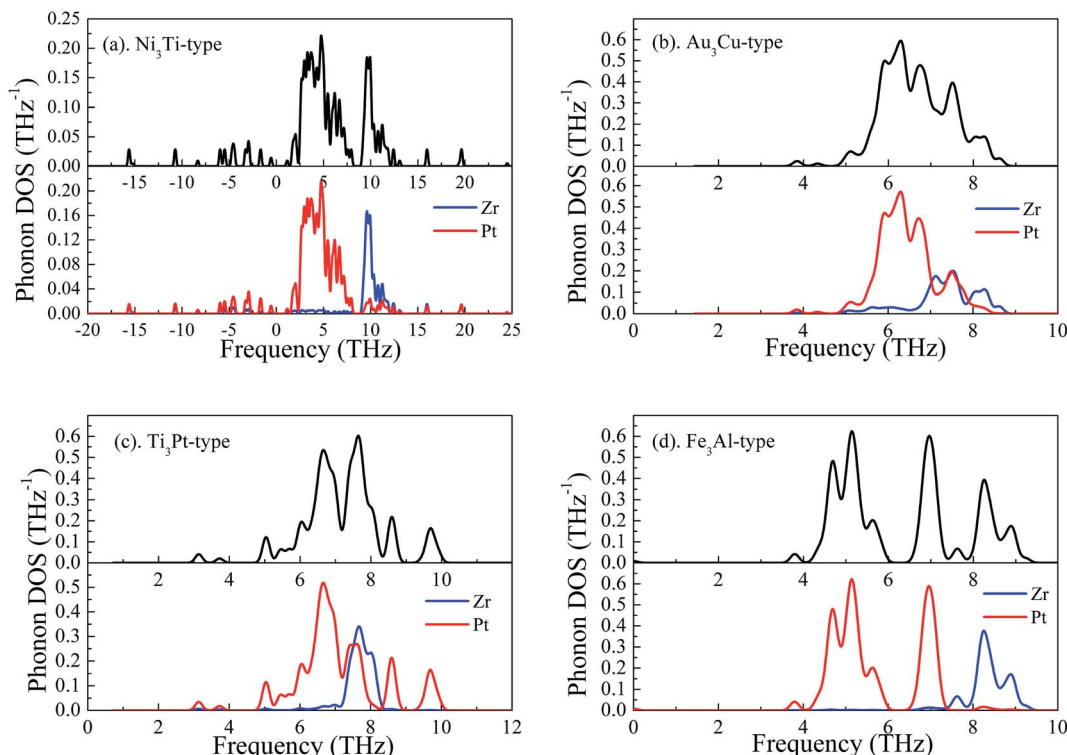 (a). Ni3Ti-type
Phonon DOS (THz-1)
0.25
0.20
0.15
0.10
0.05
0.00
-15 -10 -5 0 5 10 15 20
0.20
0.16
0.12
0.08
0.04
0.00
Zr
Pt
-20 -15 -10 -5 0 5 10 15 20 25
Frequency (THz)
(b). Au3Cu-type
Phonon DOS (THz-1)
0.6
0.5
0.4
0.3
0.2
0.1
0.0
2 4 6 8
0.6
0.5
0.4
0.3
0.2
0.1
0.0
Zr
Pt
0 2 4 6 8 10
Frequency (THz)
(c). Ti3Pt-type
Phonon DOS (THz-1)
0.6
0.5
0.4
0.3
0.2
0.1
0.0
2 4 6 8 10
0.5
0.4
0.3
0.2
0.1
0.0
Zr
Pt
0 2 4 6 8 10 12
Frequency (THz)
(d). Fe3Al-type
Phonon DOS (THz-1)
0.6
0.5
0.4
0.3
0.2
0.1
0.0
2 4 6 8
0.6
0.5
0.4
0.3
0.2
0.1
0.0
Zr
Pt
0 2 4 6 8 10
Frequency (THz)